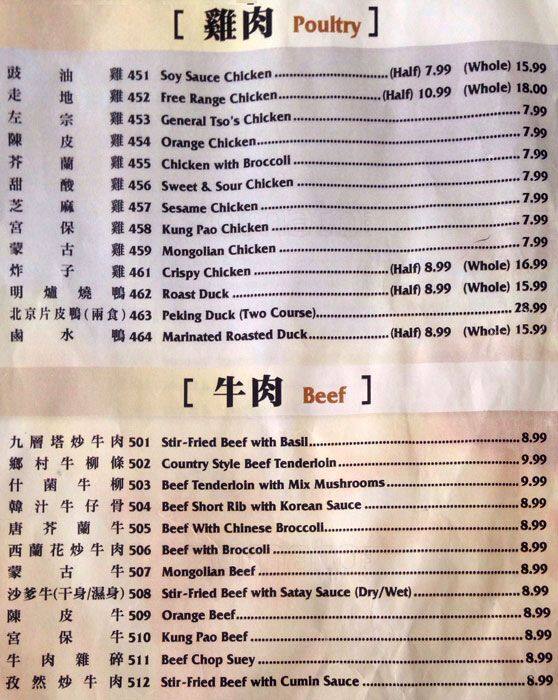 [ 雞肉 Poultry ]
豉油雞 451 Soy Sauce Chicken (Half) 7.99 (Whole) 15.99
走地雞 452 Free Range Chicken (Half) 10.99 (Whole) 18.00
左宗雞 453 General Tso's Chicken 7.99
陳皮雞 454 Orange Chicken 7.99
芥蘭雞 455 Chicken with Broccoli 7.99
甜酸雞 456 Sweet & Sour Chicken 7.99
芝麻雞 457 Sesame Chicken 7.99
宮保雞 458 Kung Pao Chicken 7.99
蒙古雞 459 Mongolian Chicken 7.99
炸子雞 461 Crispy Chicken (Half) 8.99 (Whole) 16.99
明爐燒鴨 462 Roast Duck (Half) 8.99 (Whole) 15.99
北京片皮鴨(兩食) 463 Peking Duck (Two Course) 28.99
鹵水鴨 464 Marinated Roasted Duck (Half) 8.99 (Whole) 15.99
[ 牛肉 Beef ]
九層塔炒牛肉 501 Stir-Fried Beef with Basil 8.99
鄉村牛柳條 502 Country Style Beef Tenderloin 9.99
什菌牛柳 503 Beef Tenderloin with Mix Mushrooms 9.99
韓汁牛仔骨 504 Beef Short Rib with Korean Sauce 8.99
唐芥蘭牛 505 Beef With Chinese Broccoli 8.99
西蘭花炒牛肉 506 Beef with Broccoli 8.99
蒙古牛 507 Mongolian Beef 8.99
沙爹牛(干身/濕身) 508 Stir-Fried Beef with Satay Sauce (Dry/Wet) 8.99
陳皮牛 509 Orange Beef 8.99
宮保牛 510 Kung Pao Beef 8.99
牛肉雜碎 511 Beef Chop Suey 8.99
孜然炒牛肉 512 Stir-Fried Beef with Cumin Sauce 8.99